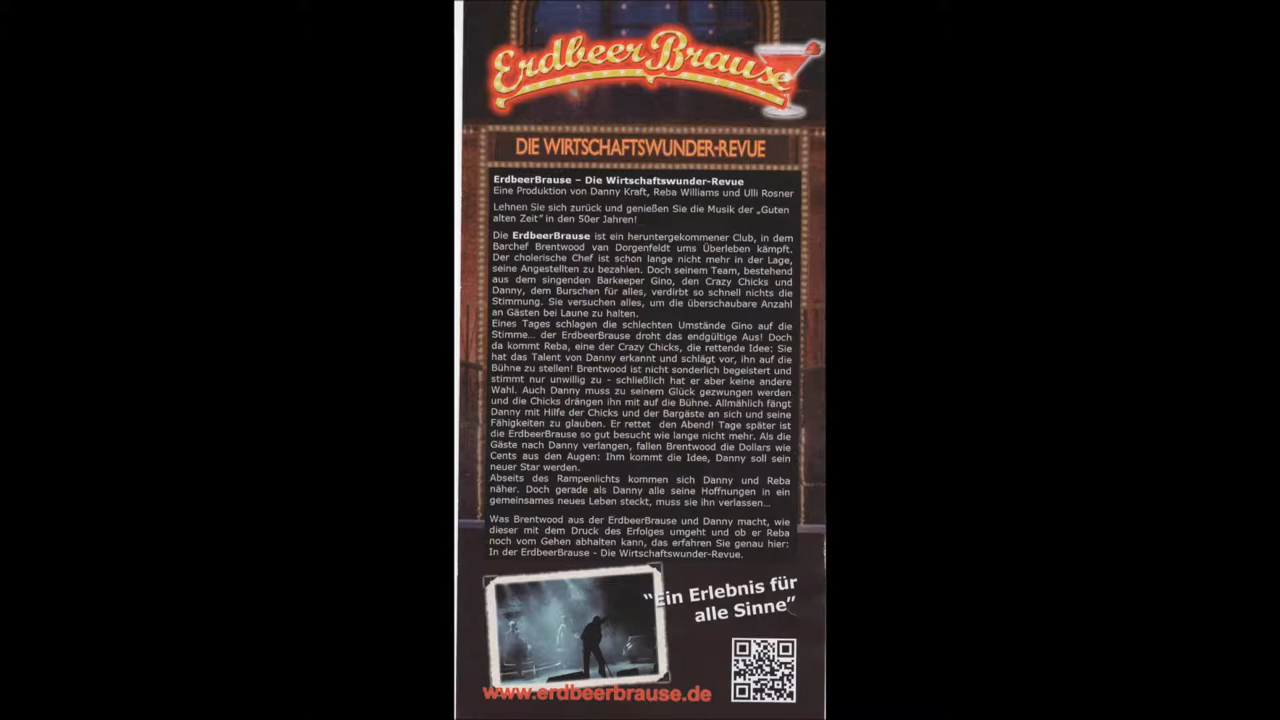 ErdbeerBrause
DIE WIRTSCHAFTSWUNDER-REVUE
ErdbeerBrause – Die Wirtschaftswunder-Revue
Eine Produktion von Danny Kraft, Reba Williams und Ulli Rosner
Lehnen Sie sich zurück und genießen Sie die Musik der „Guten
alten Zeit" in den 50er Jahren!
Die ErdbeerBrause ist ein heruntergekommener Club, in dem
Barchef Brentwood van Dorgenfeldt ums Überleben kämpft.
Der cholerische Chef ist schon lange nicht mehr in der Lage,
seine Angestellten zu bezahlen. Doch seinem Team, bestehend
aus dem singenden Barkeeper Gino, den Crazy Chicks und
Danny, dem Burschen für alles, verdirbt so schnell nichts die
Stimmung. Sie versuchen alles, um die überschaubare Anzahl
an Gästen bei Laune zu halten.
Eines Tages schlagen die schlechten Umstände Gino auf die
Stimme... der ErdbeerBrause droht das endgültige Aus! Doch
da kommt Reba, eine der Crazy Chicks, die rettende Idee: Sie
hat das Talent von Danny erkannt und schlägt vor, ihn auf die
Bühne zu stellen! Brentwood ist nicht sonderlich begeistert und
stimmt nur unwillig zu - schließlich hat er aber keine andere
Wahl. Auch Danny muss zu seinem Glück gezwungen werden
und die Chicks drängen ihn mit auf die Bühne. Allmählich fängt
Danny mit Hilfe der Chicks und der Bargäste an sich und seine
Fähigkeiten zu glauben. Er rettet den Abend! Tage später ist
die ErdbeerBrause so gut besucht wie lange nicht mehr. Als die
Gäste nach Danny verlangen, fallen Brentwood die Dollars wie
Cents aus den Augen: Ihm kommt die Idee, Danny soll sein
neuer Star werden.
Abseits des Rampenlichts kommen sich Danny und Reba
näher. Doch gerade als Danny alle seine Hoffnungen in ein
gemeinsames neues Leben steckt, muss sie ihn verlassen...
Was Brentwood aus der ErdbeerBrause und Danny macht, wie
dieser mit dem Druck des Erfolges umgeht und ob er Reba
noch vom Gehen abhalten kann, das erfahren Sie genau hier:
In der ErdbeerBrause - Die Wirtschaftswunder-Revue.
"Ein Erlebnis für
alle Sinne"
www.erdbeerbrause.de